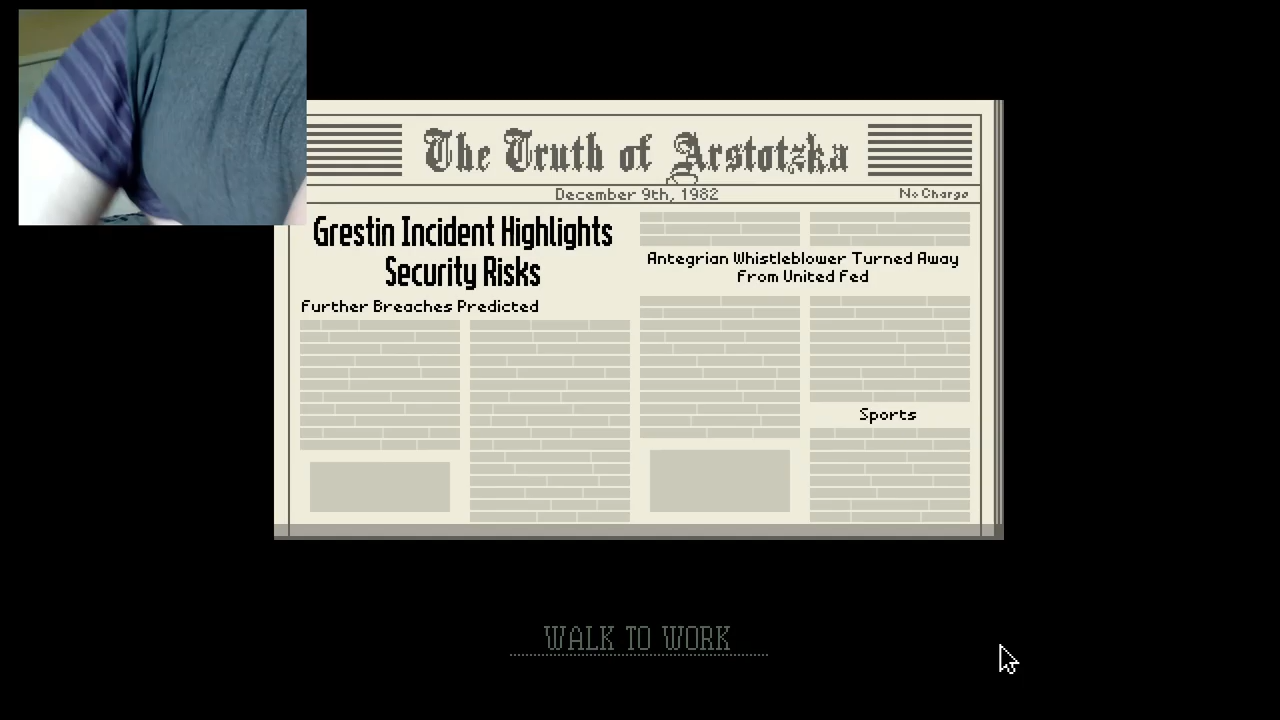 The Truth of Arstotzka
December 9th, 1982
No Charge
Grestin Incident Highlights
Security Risks
Further Breaches Predicted
Antegrian Whistleblower Turned Away
From United Fed
Sports
WALK TO WORK